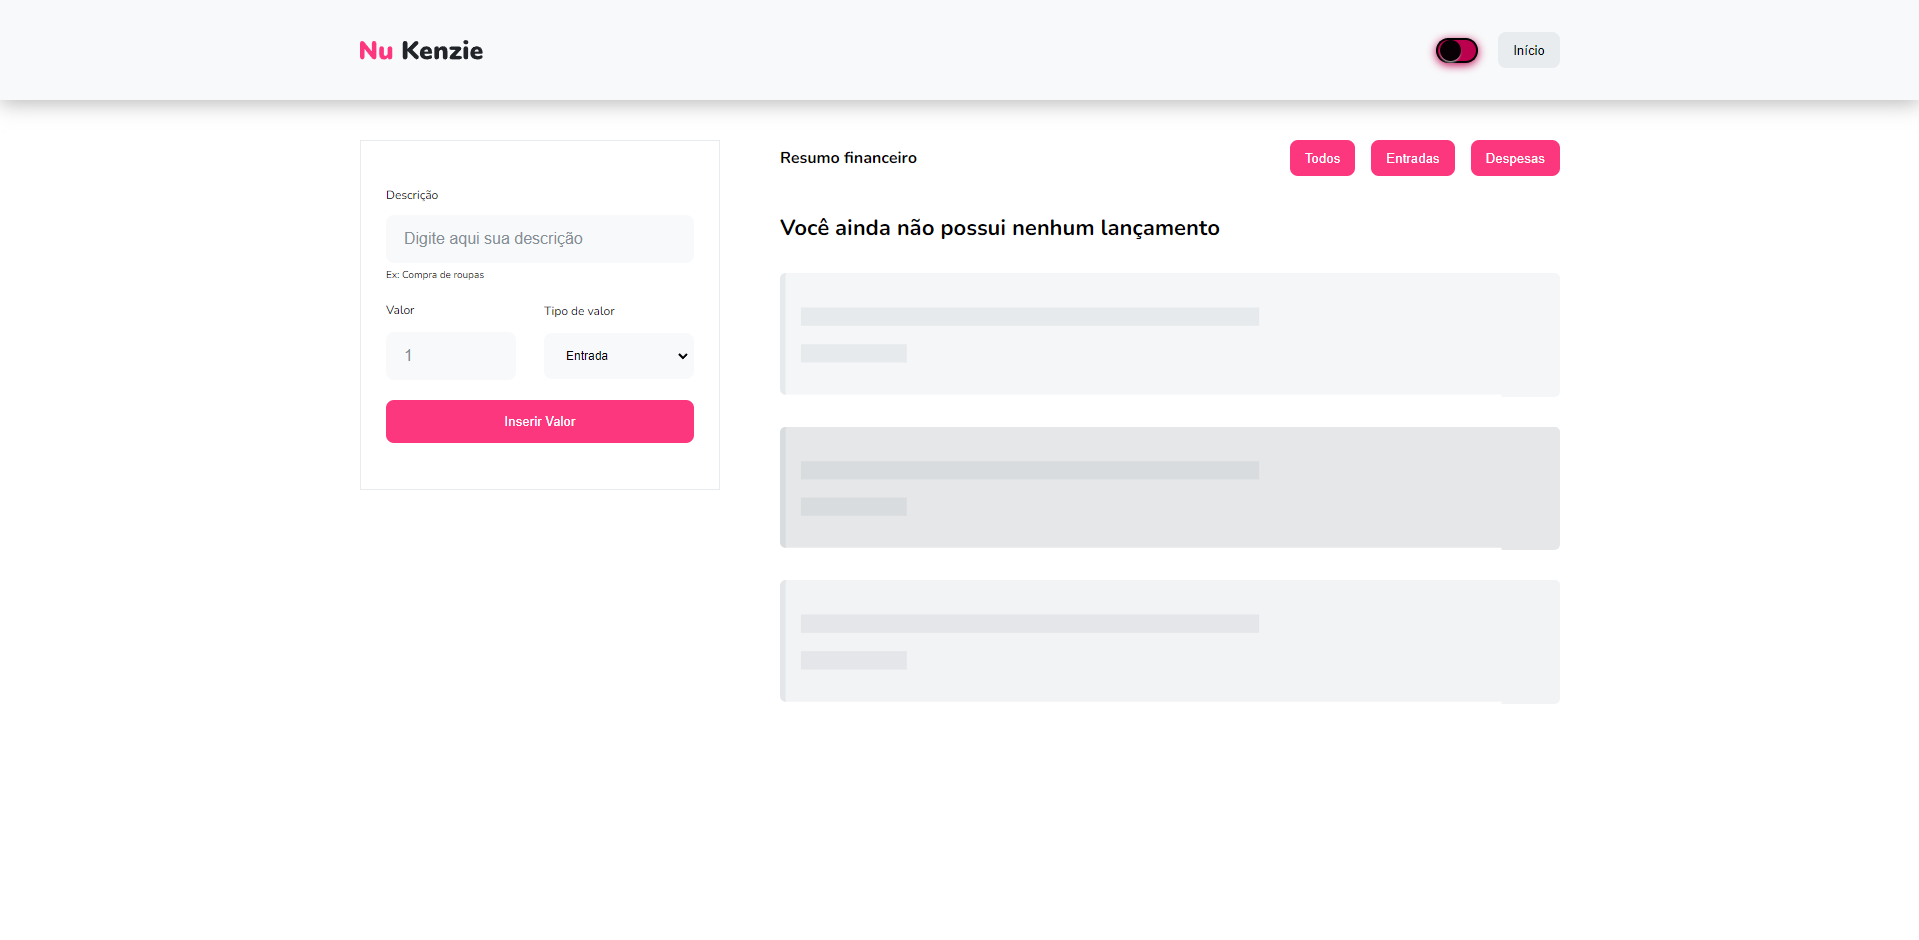 Nu Kenzie
Início
Descrição
Digite aqui sua descrição
Ex: Compra de roupas
Valor
Tipo de valor
1
Entrada
Inserir Valor
Resumo financeiro
Todos
Entradas
Despesas
Você ainda não possui nenhum lançamento